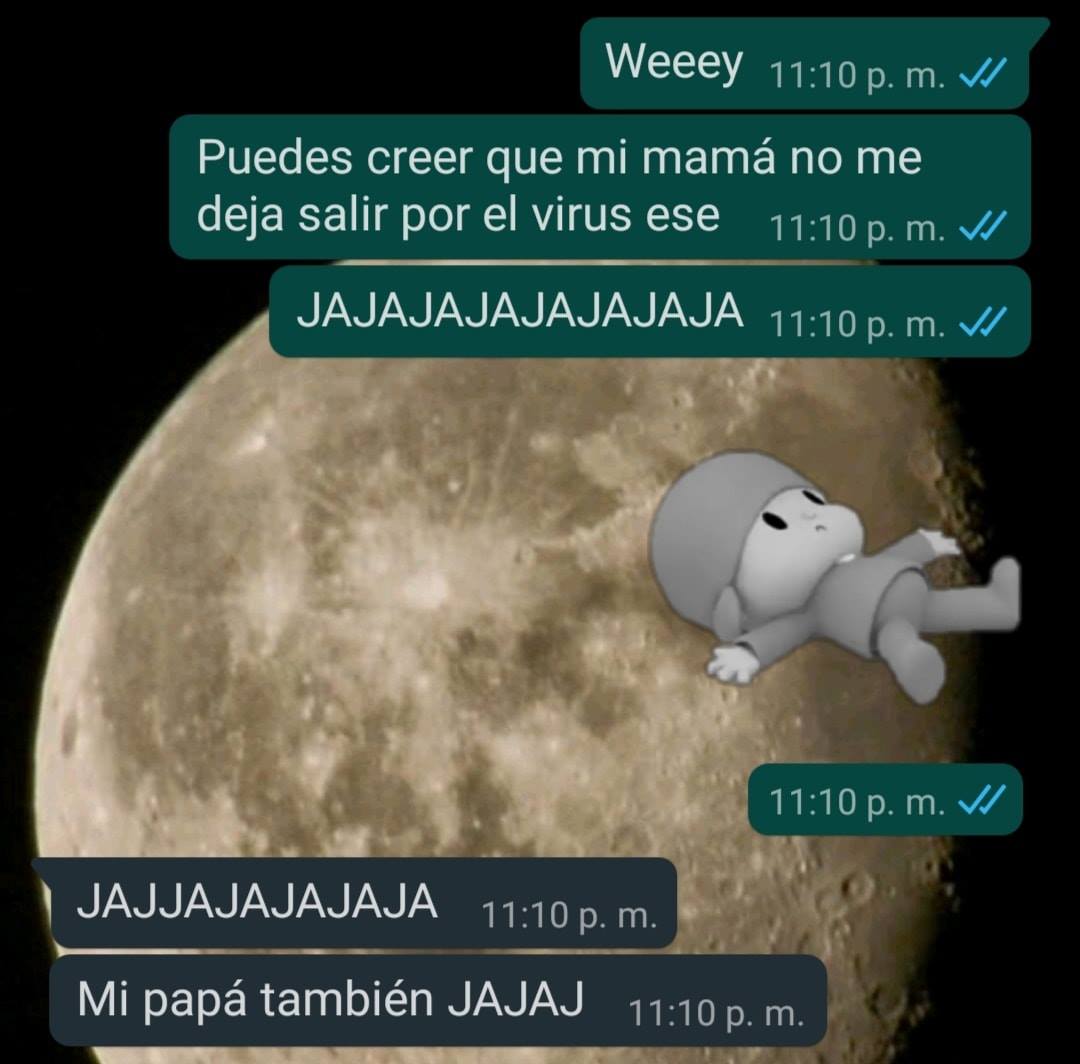 Weeey 11:10 p. m.
Puedes creer que mi mamá no me
deja salir por el virus ese 11:10 p. m.
JAJAJAJAJAJAJAJA 11:10 p. m.
11:10 p. m.
JAJJAJAJAJAJA 11:10 p. m.
Mi papá también JAJAJ 11:10 p. m.